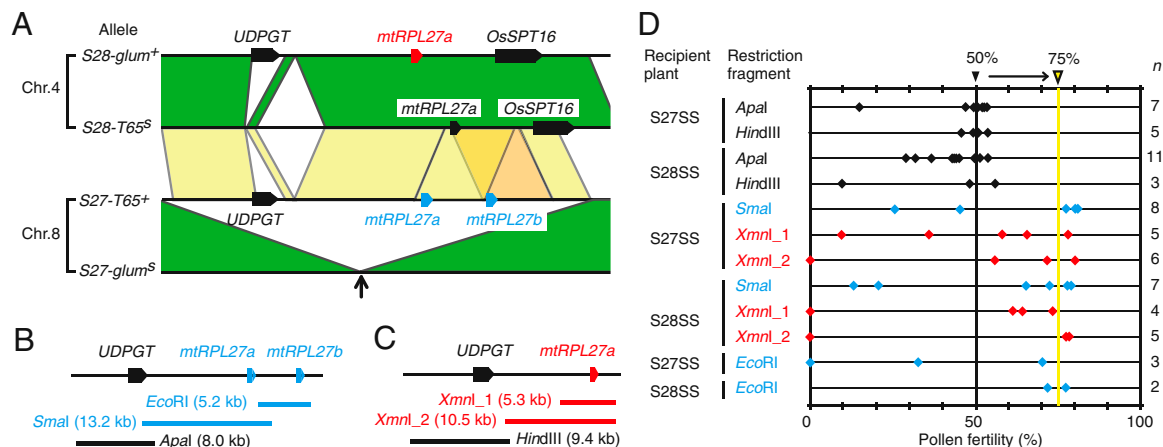 A
Allele
Chr.4
Chr.8
S28-glum+
S28-T65s
S27-T65+
S27-glums
UDPGT
mtRPL27a
OsSPT16
mtRPL27a
OsSPT16
UDPGT
mtRPL27a
mtRPL27b
B
UDPGT
mtRPL27a
mtRPL27b
EcoRI (5.2 kb)
SmaI (13.2 kb)
ApaI (8.0 kb)
C
UDPGT
mtRPL27a
XmnI_1 (5.3 kb)
XmnI_2 (10.5 kb)
HindIII (9.4 kb)
D
Recipient plant
Restriction fragment
50%
75%
n
S27SS
ApaI 7
HindIII 5
S28SS
ApaI 11
HindIII 3
S27SS
SmaI 8
XmnI_1 5
XmnI_2 6
S28SS
SmaI 7
XmnI_1 4
XmnI_2 5
S27SS EcoRI 3
S28SS EcoRI 2
0 20 40 60 80 100
Pollen fertility (%)